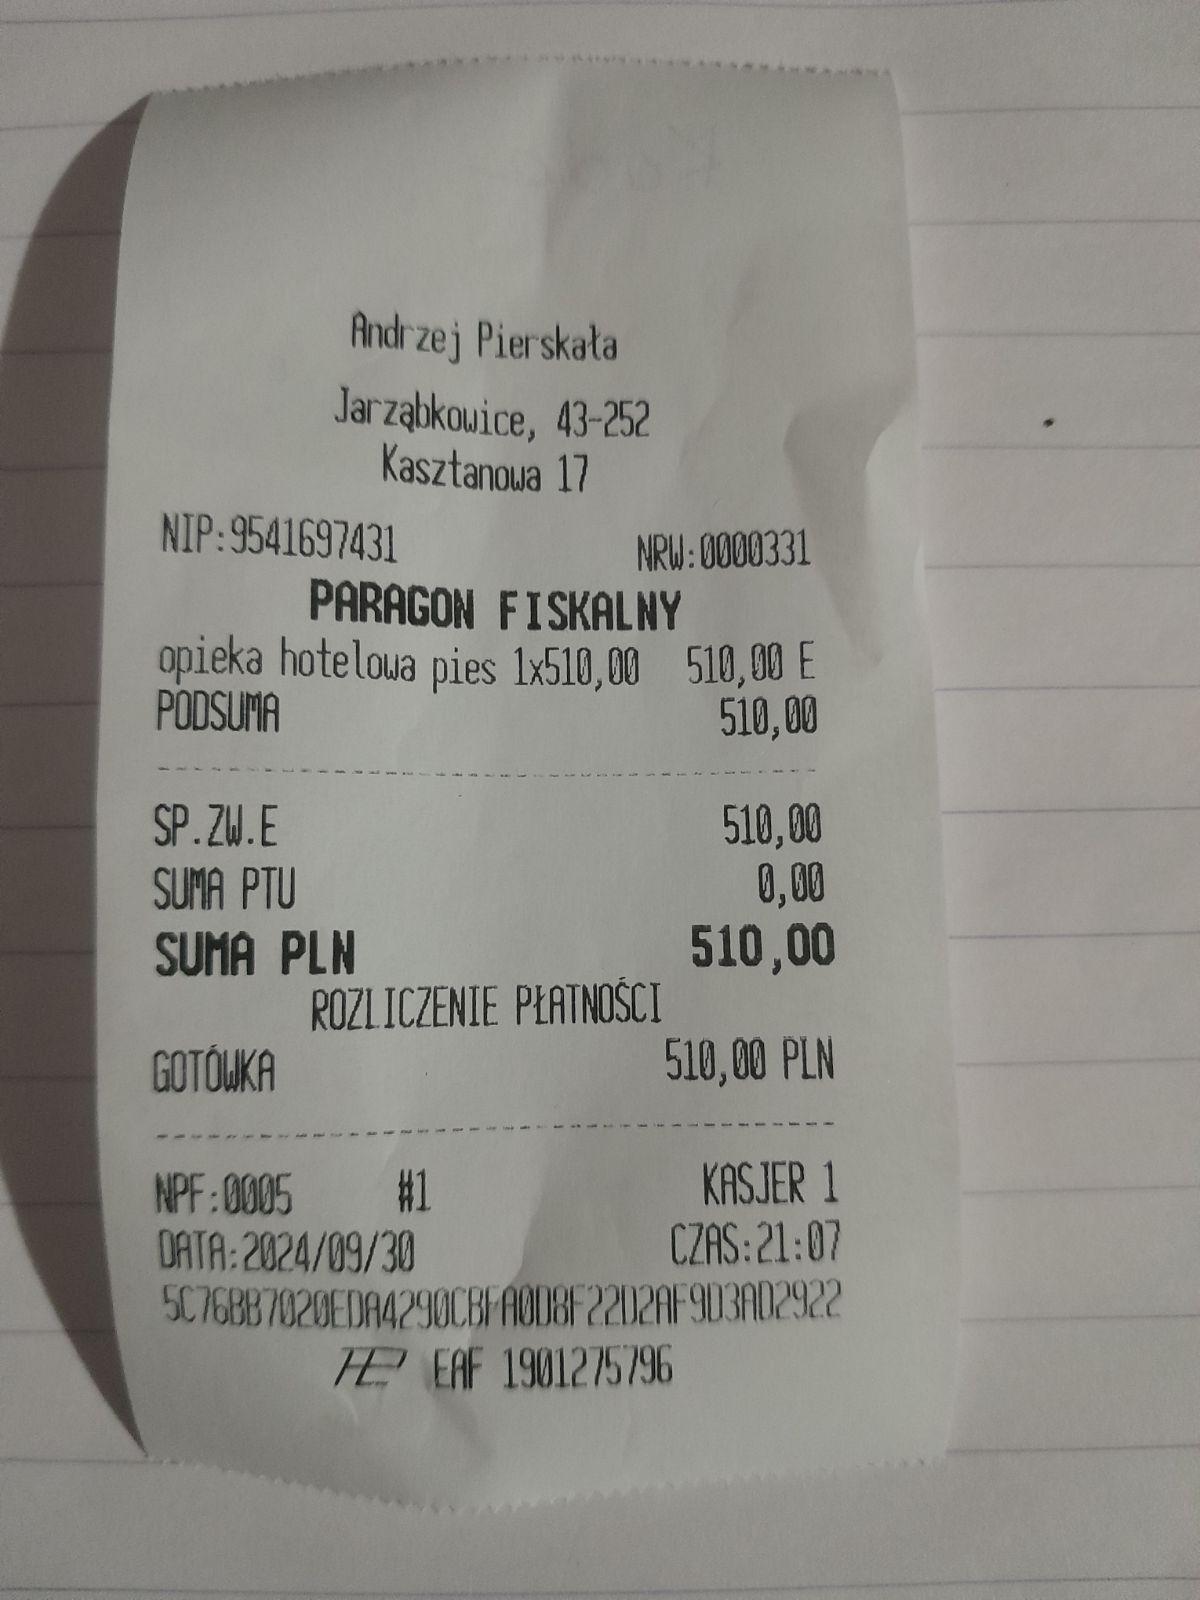 Andrzej Pierskała
Jarząbkowice, 43-252
Kasztanowa 17
NIP:9541697431 NRW:0000331
PARAGON FISKALNY
opieka hotelowa pies 1x510,00 510,00 E
PODSUMA 510,00
SP.ZW.E 510,00
SUMA PTU 0,00
SUMA PLN 510,00
ROZLICZENIE PŁATNOŚCI
GOTÓWKA 510,00 PLN
NPF:0005 #1 KASJER 1
DATA:2024/09/30 CZAS:21:07
5C76BB7020EDA4290CBFA0D8F22D2AF9D3AD2922
EAF 1901275796